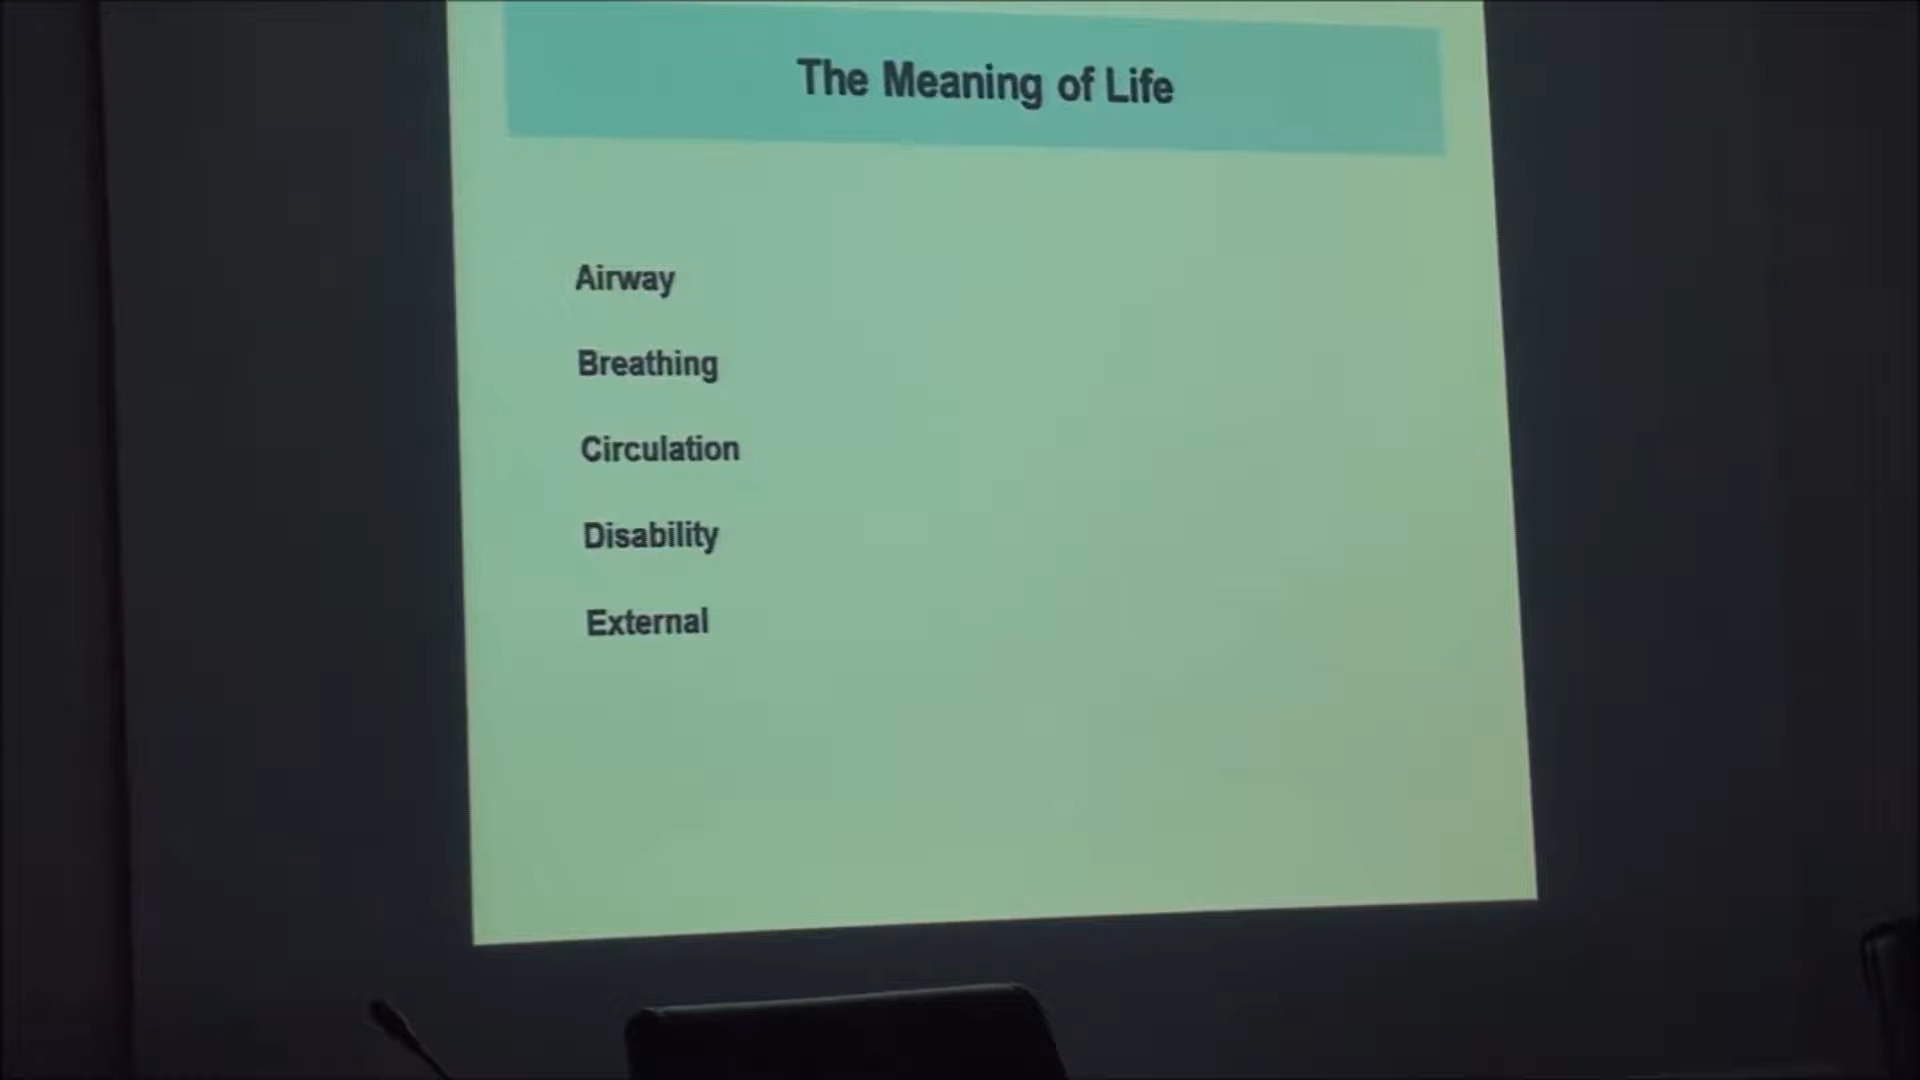 The Meaning of Life
Airway
Breathing
Circulation
Disability
External